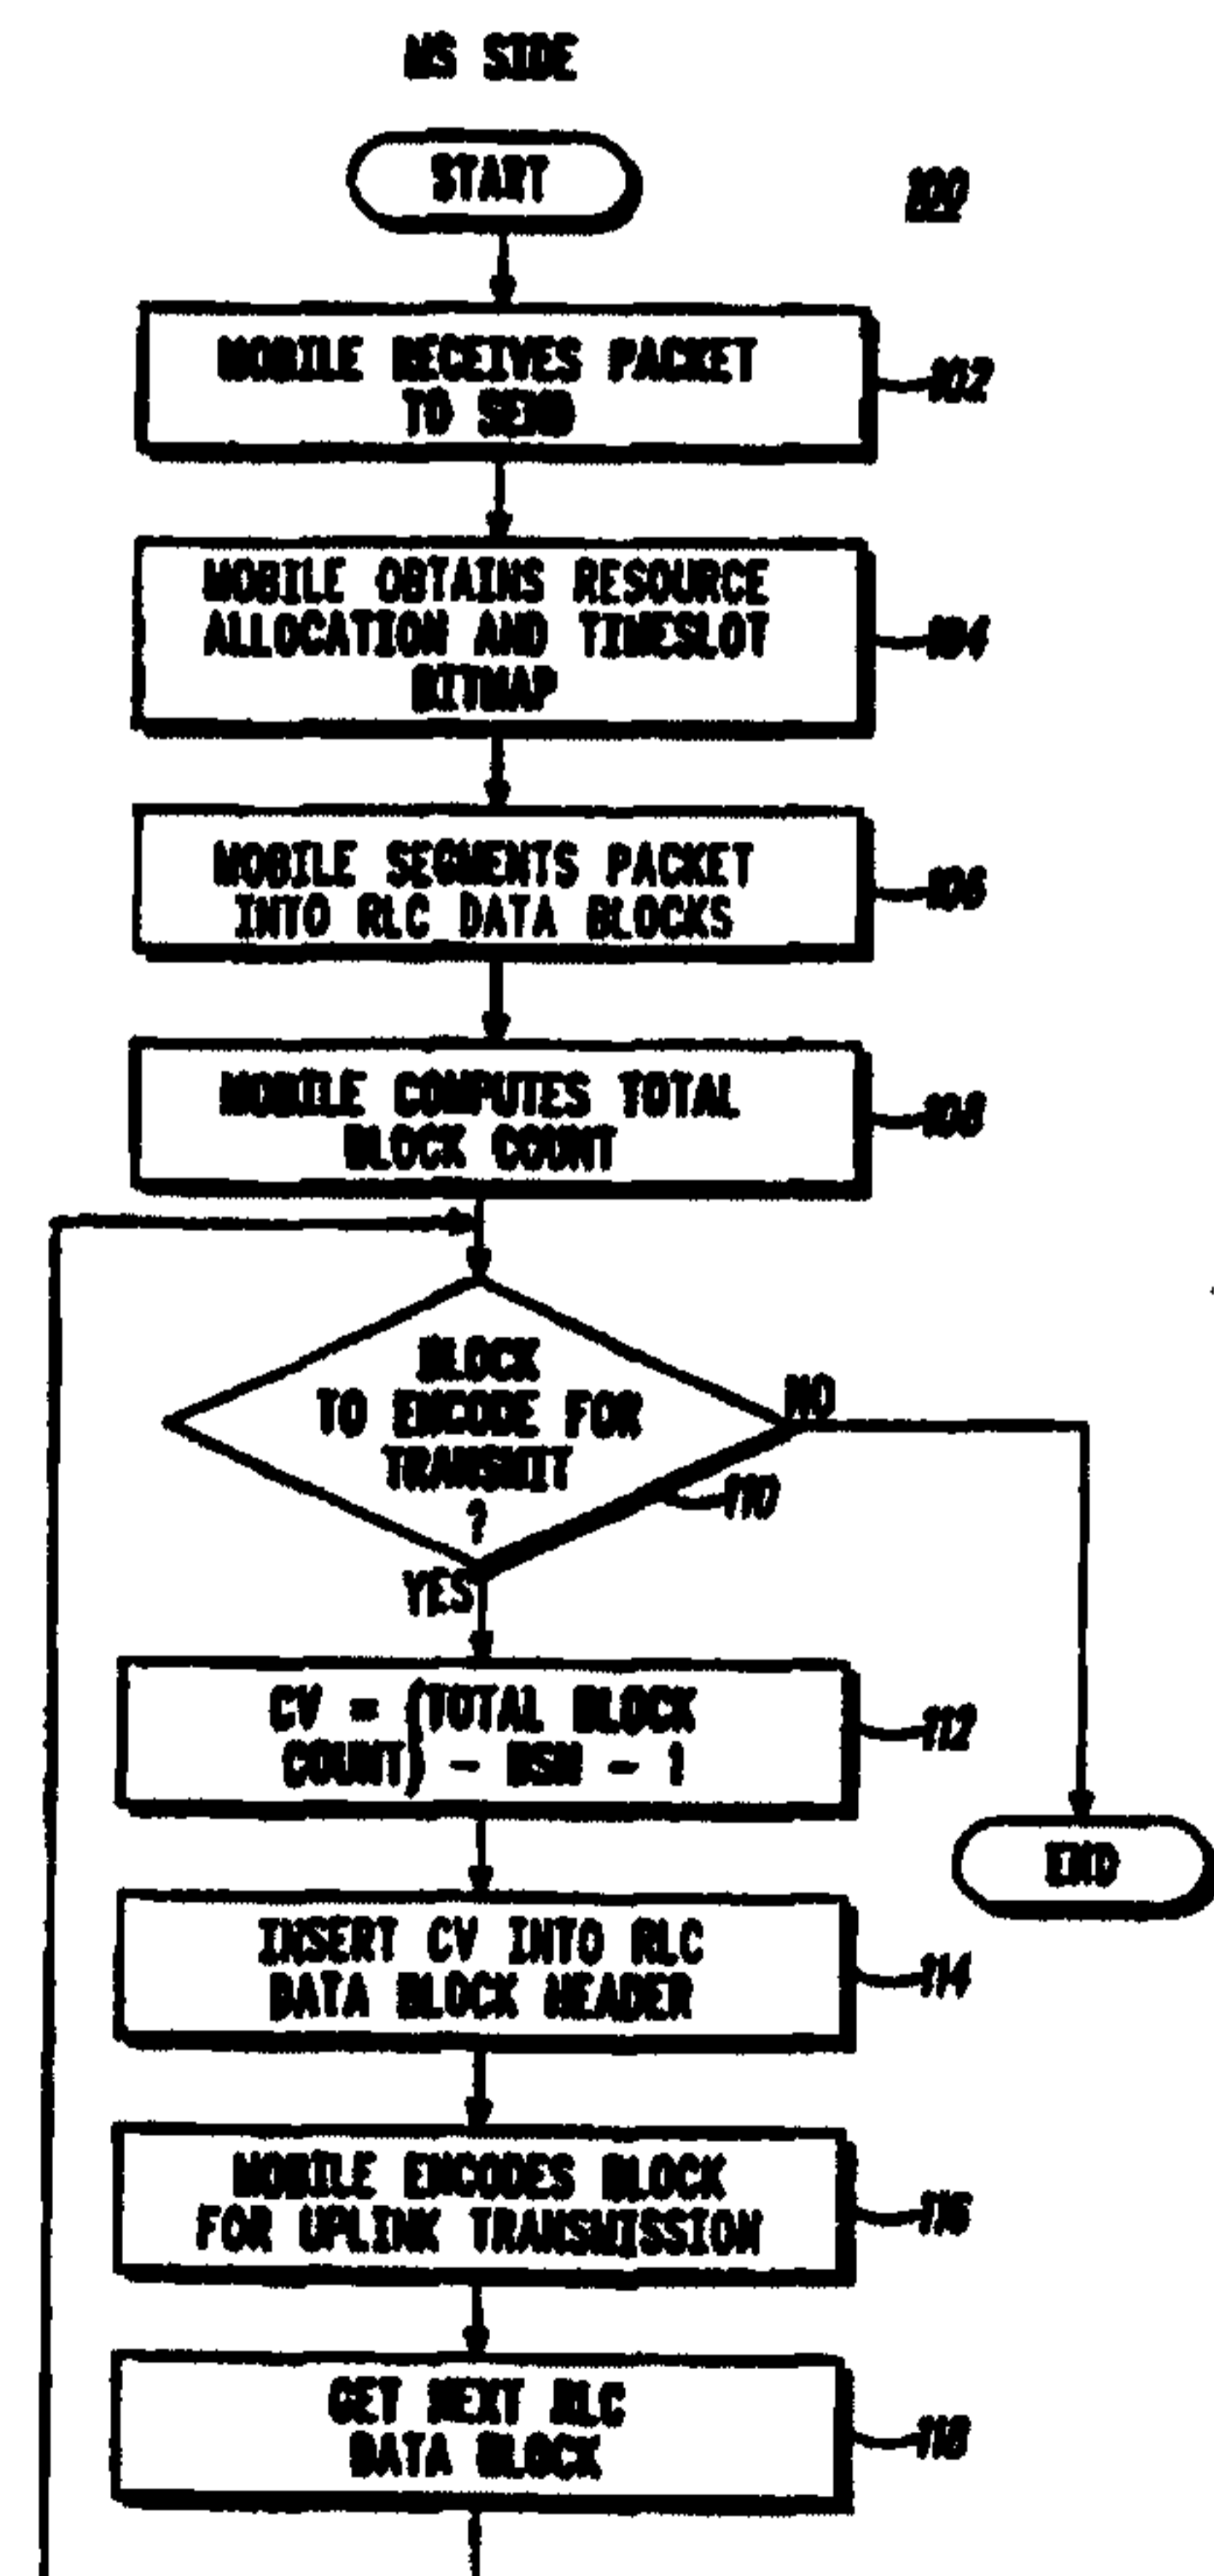 MS SIDE
START
100
MOBILE RECEIVES PACKET
TO SEND
102
MOBILE OBTAINS RESOURCE
ALLOCATION AND TIMESLOT
BITMAP
104
MOBILE SEGMENTS PACKET
INTO RLC DATA BLOCKS
106
MOBILE COMPUTES TOTAL
BLOCK COUNT
108
BLOCK
TO ENCODE FOR
TRANSMIT
?
NO
110
YES
CV = (TOTAL BLOCK
COUNT) - BSN - 1
112
END
INSERT CV INTO RLC
DATA BLOCK HEADER
114
MOBILE ENCODES BLOCK
FOR UPLINK TRANSMISSION
116
GET NEXT RLC
DATA BLOCK
118